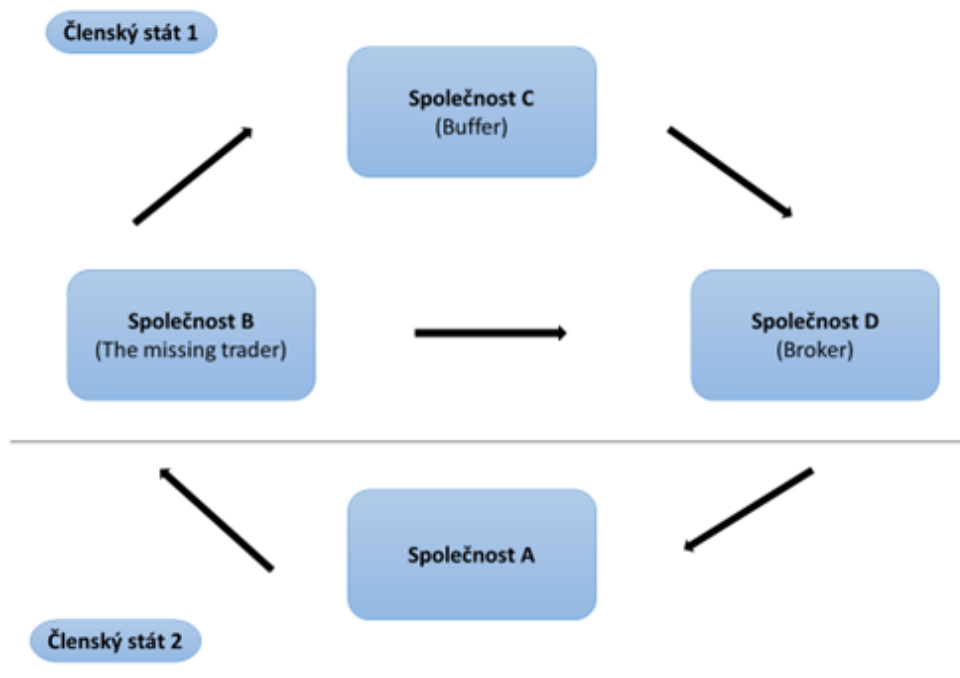 Členský stát 1
Společnost C
(Buffer)
Společnost B
(The missing trader)
Společnost D
(Broker)
Společnost A
Členský stát 2